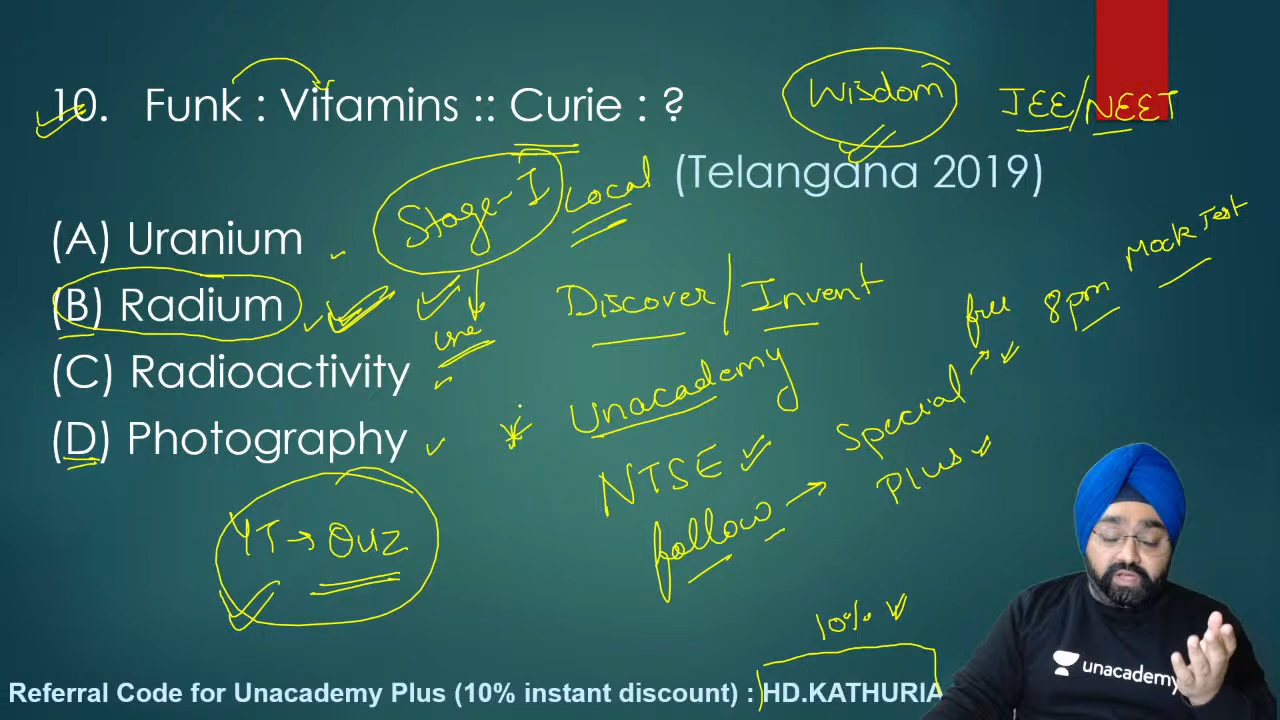 10. Funk : Vitamins :: Curie : ?
Wisdom
JEE/NEET
(Telangana 2019)
Stage-I
Local
(A) Uranium
Mock Test
(B) Radium
Discover/Invent
free 8pm
(C) Radioactivity
Unacademy
Special
(D) Photography
NTSE
Plus
follow →
YT → Quz
10%
unacademy
Referral Code for Unacademy Plus (10% instant discount) : HD.KATHURIA